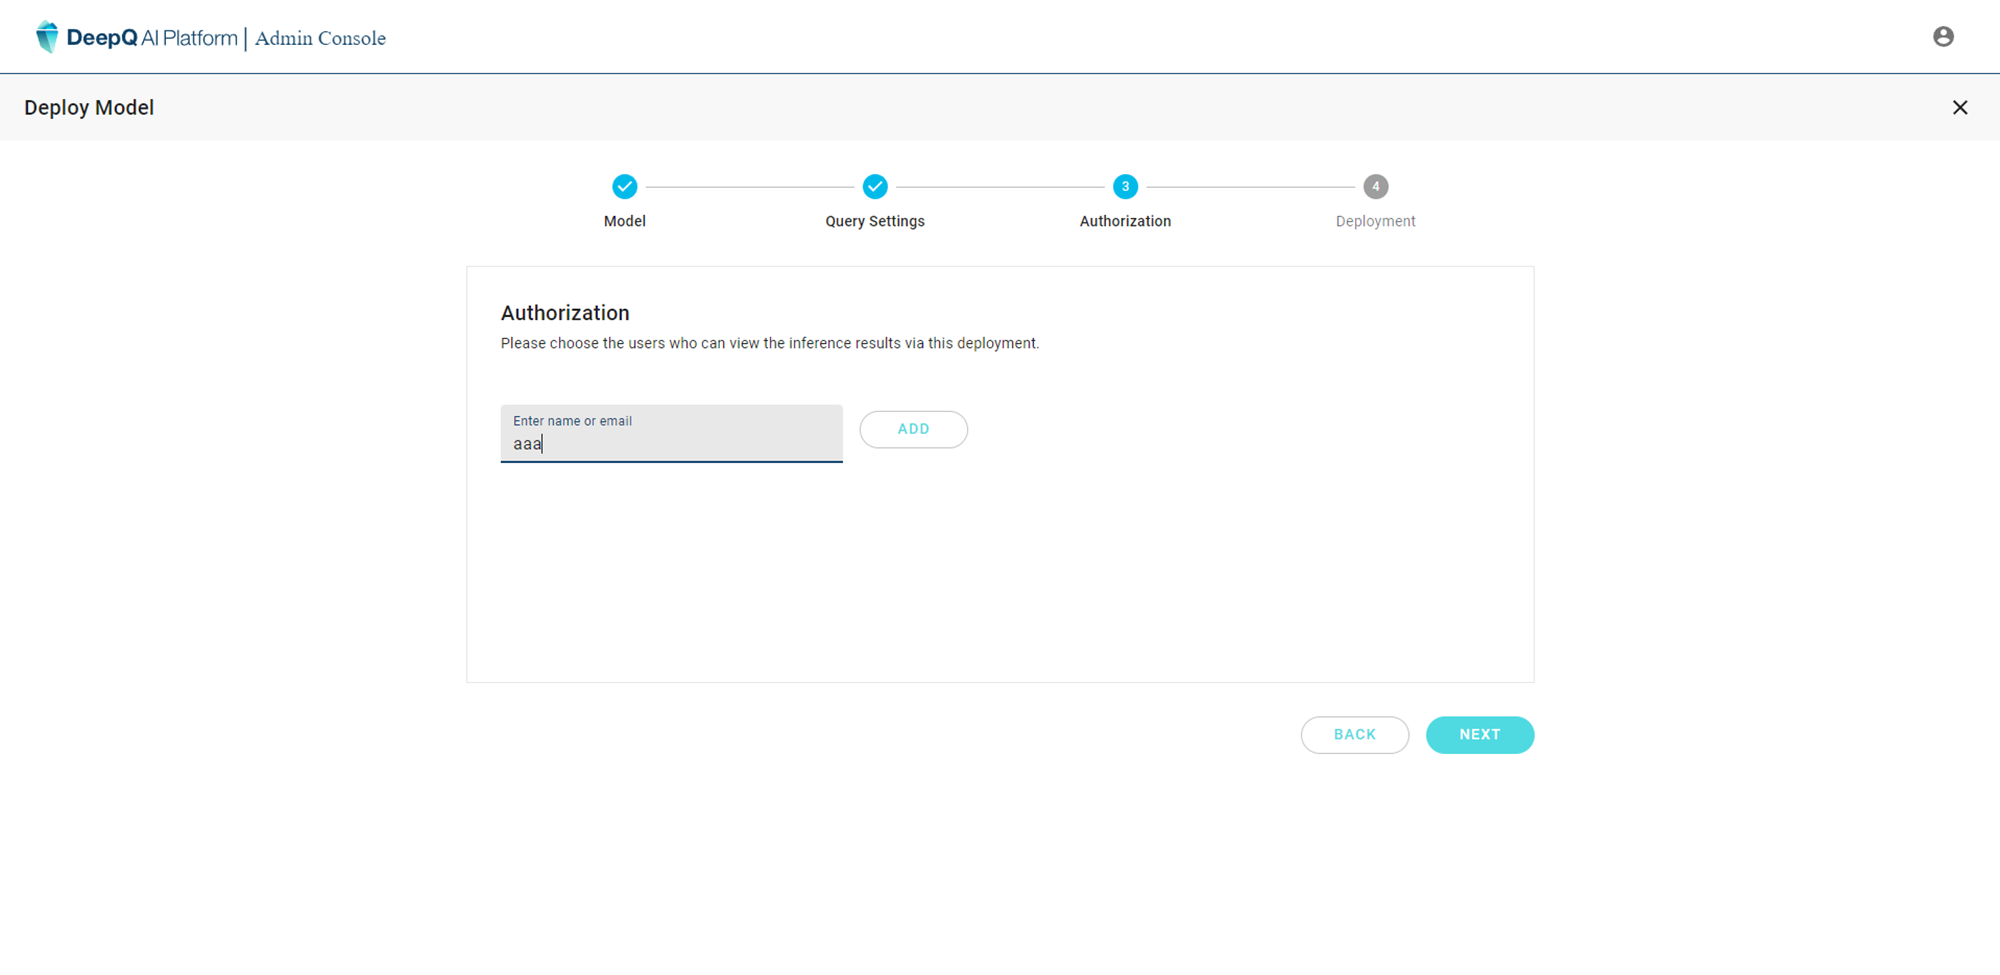 DeepQ AI Platform | Admin Console
Deploy Model
3
4
Model
Query Settings
Authorization
Deployment
Authorization
Please choose the users who can view the inference results via this deployment.
Enter name or email
aaa
ADD
BACK
NEXT